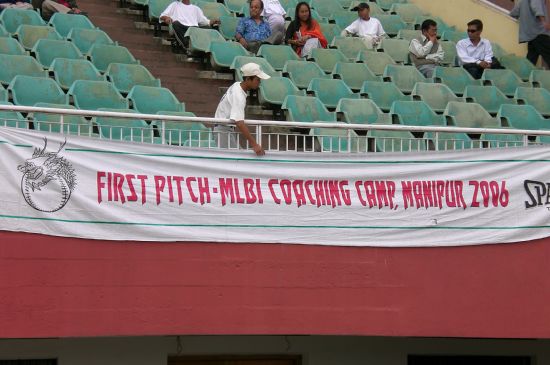 FIRST PITCH-MLBI COACHING CAMP, MANIPUR 2006